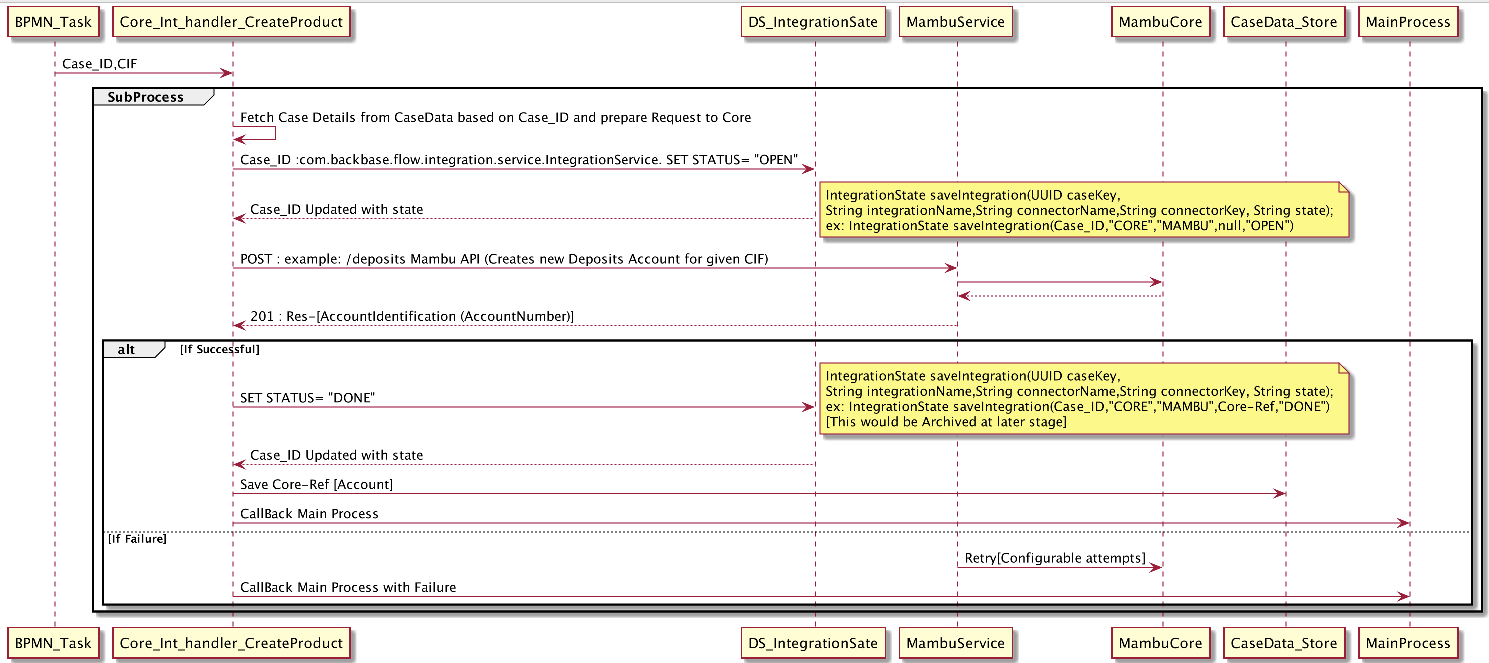 BPMN_Task Core_Int_handler_CreateProduct DS_IntegrationSate MambuService MambuCore CaseData_Store MainProcess
Case_ID,CIF
SubProcess
Fetch Case Details from CaseData based on Case_ID and prepare Request to Core
Case_ID :com.backbase.flow.integration.service.IntegrationService. SET STATUS= "OPEN"
IntegrationState saveIntegration(UUID caseKey,
String integrationName,String connectorName,String connectorKey, String state);
ex: IntegrationState saveIntegration(Case_ID,"CORE","MAMBU",null,"OPEN")
Case_ID Updated with state
POST : example: /deposits Mambu API (Creates new Deposits Account for given CIF)
201 : Res-[AccountIdentification (AccountNumber)]
alt [If Successful]
IntegrationState saveIntegration(UUID caseKey,
String integrationName,String connectorName,String connectorKey, String state);
ex: IntegrationState saveIntegration(Case_ID,"CORE","MAMBU",Core-Ref,"DONE")
[This would be Archived at later stage]
SET STATUS= "DONE"
Case_ID Updated with state
Save Core-Ref [Account]
CallBack Main Process
[If Failure]
Retry[Configurable attempts]
CallBack Main Process with Failure
BPMN_Task Core_Int_handler_CreateProduct DS_IntegrationSate MambuService MambuCore CaseData_Store MainProcess